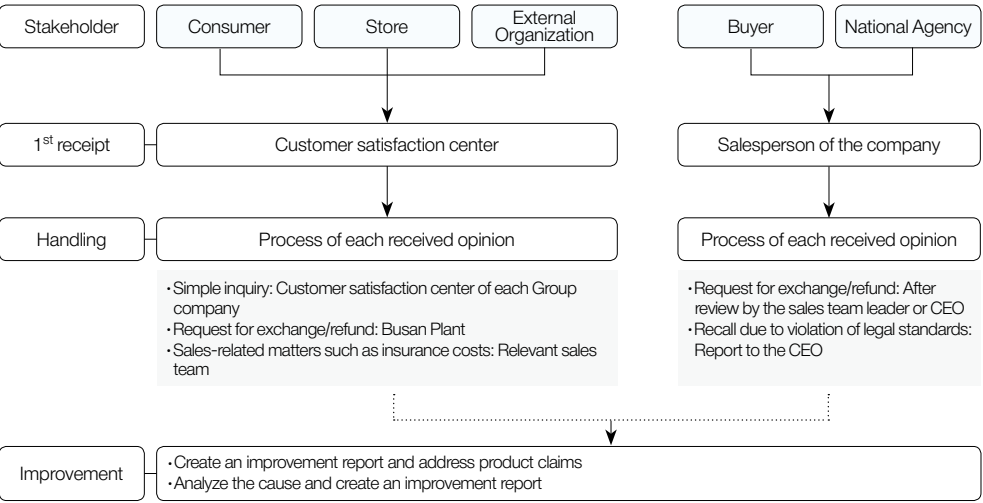 Stakeholder
Consumer
Store
External
Organization
Buyer
National Agency
1st receipt
Customer satisfaction center
Salesperson of the company
Handling
Process of each received opinion
Process of each received opinion
·Simple inquiry: Customer satisfaction center of each Group
company
·Request for exchange/refund: Busan Plant
·Sales-related matters such as insurance costs: Relevant sales
team
·Request for exchange/refund: After
review by the sales team leader or CEO
·Recall due to violation of legal standards:
Report to the CEO
Improvement
·Create an improvement report and address product claims
·Analyze the cause and create an improvement report